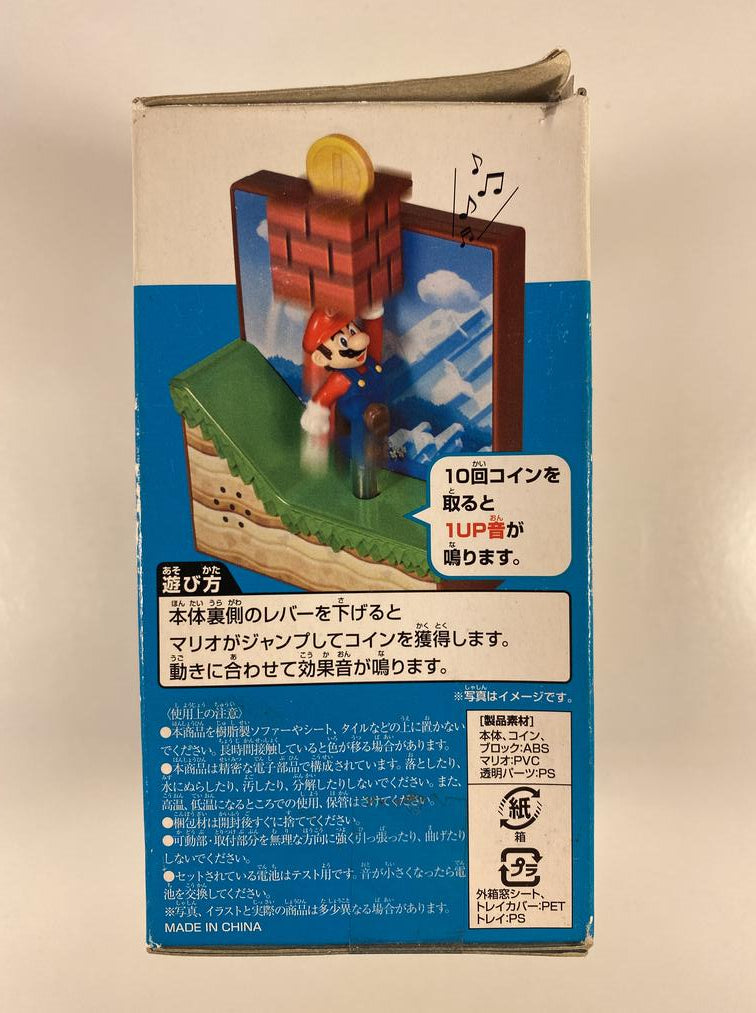 10回コインを
取ると
1UP音が
鳴ります。
遊び方
本体裏側のレバーを下げると
マリオがジャンプしてコインを獲得します。
動きに合わせて効果音が鳴ります。
※写真はイメージです。
〈使用上の注意〉
●本商品を樹脂製ソファーやシート、タイルなどの上に置かない
でください。長時間接触していると色が移る場合があります。
●本商品は精密な電子部品で構成されています。落としたり、
水にぬらしたり、汚したり、分解したりしないでください。また、
高温、低温になるところでの使用、保管はさけてください。
●梱包材は開封後すぐに捨ててください。
●可動部・取付部分を無理な方向に強く引っ張ったり、曲げたり
しないでください。
●セットされている電池はテスト用です。音が小さくなったら電
池を交換してください。
※写真、イラストと実際の商品は多少異なる場合があります。
MADE IN CHINA
[製品素材]
本体、コイン、
ブロック:ABS
マリオ:PVC
透明パーツ:PS
紙
箱
プラ
外箱窓シート、
トレイカバー:PET
トレイ:PS